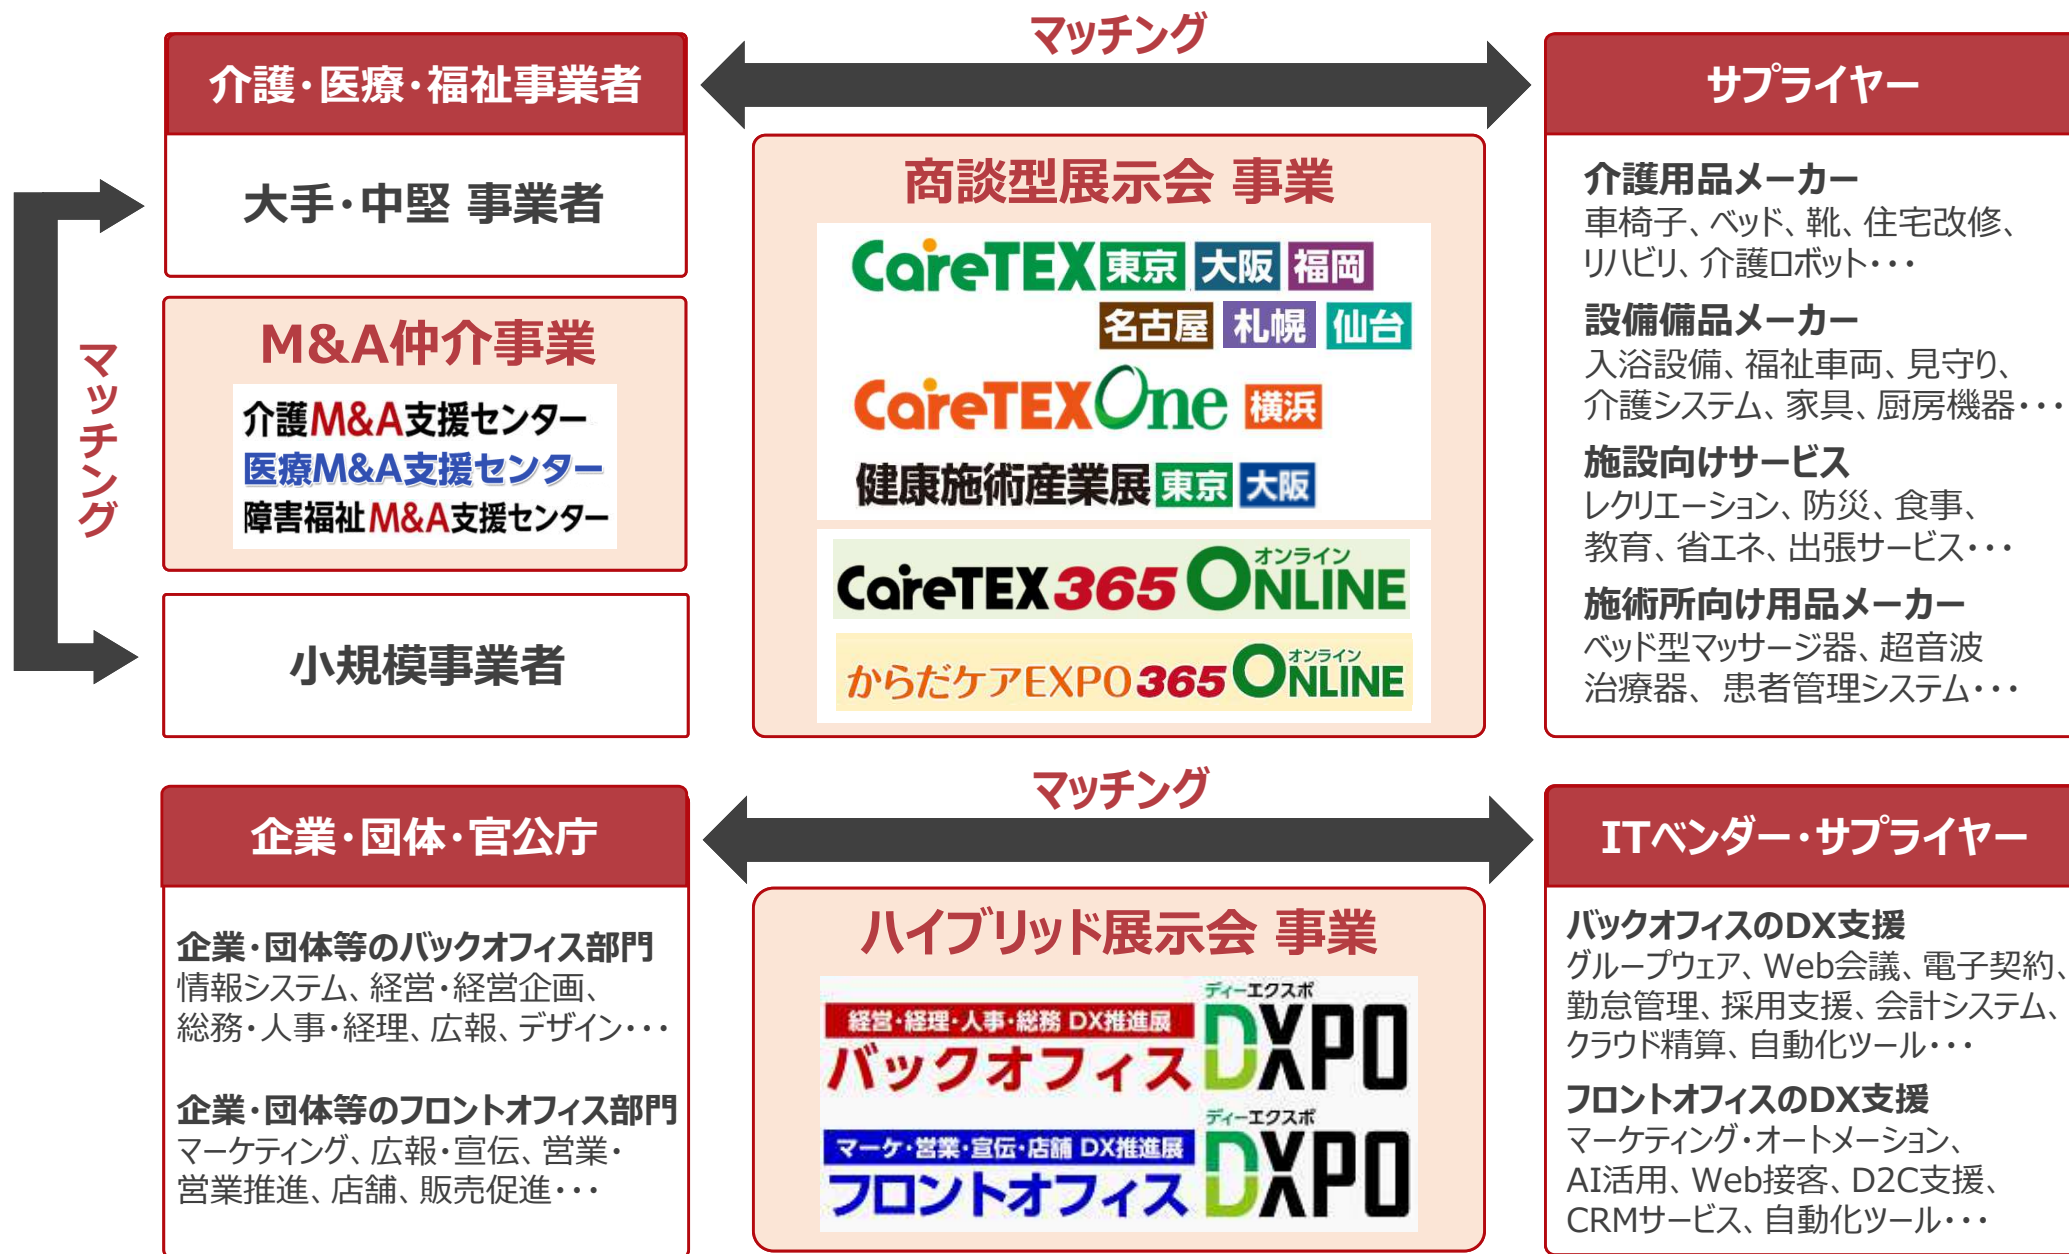 マッチング
介護・医療・福祉事業者
大手・中堅 事業者
マッチング
M&A仲介事業
介護M&A支援センター
医療M&A支援センター
障害福祉M&A支援センター
小規模事業者
商談型展示会 事業
CareTEX 東京 大阪 福岡
名古屋 札幌 仙台
CareTEXOne 横浜
健康施術産業展 東京 大阪
オンライン
CareTEX365 ONLINE
オンライン
からだケアEXPO365 ONLINE
サプライヤー
介護用品メーカー
車椅子、ベッド、靴、住宅改修、
リハビリ、介護ロボット・・・
設備備品メーカー
入浴設備、福祉車両、見守り、
介護システム、家具、厨房機器・・・
施設向けサービス
レクリエーション、防災、食事、
教育、省エネ、出張サービス・・・
施術所向け用品メーカー
ベッド型マッサージ器、超音波
治療器、患者管理システム・・・
マッチング
企業・団体・官公庁
企業・団体等のバックオフィス部門
情報システム、経営・経営企画、
総務・人事・経理、広報、デザイン・・・
企業・団体等のフロントオフィス部門
マーケティング、広報・宣伝、営業・
営業推進、店舗、販売促進・・・
ハイブリッド展示会 事業
ディーエクスポ
経営・経理・人事・総務 DX推進展
バックオフィス DXPO
ディーエクスポ
マーケ・営業・宣伝・店舗 DX推進展
フロントオフィス DXPO
ITベンダー・サプライヤー
バックオフィスのDX支援
グループウェア、Web会議、電子契約、
勤怠管理、採用支援、会計システム、
クラウド精算、自動化ツール・・・
フロントオフィスのDX支援
マーケティング・オートメーション、
AI活用、Web接客、D2C支援、
CRMサービス、自動化ツール・・・